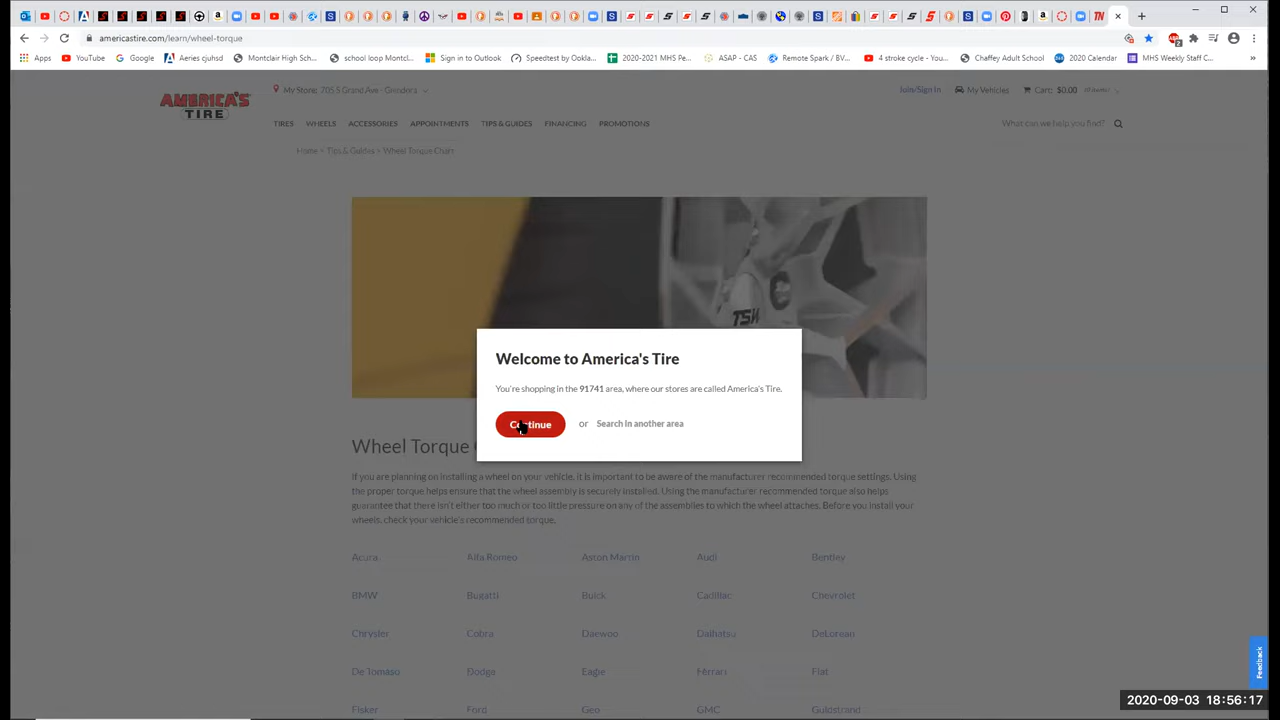 americastire.com/learn/wheel-torque
Apps YouTube Google Aeries cjuhsd Montclair High Sch... school loop Montcl... Sign in to Outlook Speedtest by Ookla... 2020-2021 MHS Pe... ASAP - CAS Remote Spark / BV... 4 stroke cycle - You... Chaffey Adult School 2020 Calendar MHS Weekly Staff C... »
AMERICA'S TIRE
My Store: 705 S Grand Ave - Glendora
Join/Sign In My Vehicles Cart: $0.00
TIRES WHEELS ACCESSORIES APPOINTMENTS TIPS & GUIDES FINANCING PROMOTIONS What can we help you find?
Home > Tips & Guides > Wheel Torque Chart
TSW
Welcome to America's Tire
You're shopping in the 91741 area, where our stores are called America's Tire.
Continue or Search in another area
Wheel Torque
If you are planning on installing a wheel on your vehicle, it is important to be aware of the manufacturer recommended torque settings. Using
the proper torque helps ensure that the wheel assembly is securely installed. Using the manufacturer recommended torque also helps
guarantee that there isn't either too much or too little pressure on any of the assemblies to which the wheel attaches. Before you install your
wheels, check your vehicle's recommended torque.
Acura Alfa Romeo Aston Martin Audi Bentley
BMW Bugatti Buick Cadillac Chevrolet
Chrysler Cobra Daewoo Daihatsu DeLorean
De Tomaso Dodge Eagle Ferrari Fiat
Fisker Ford Geo GMC Guldstrand
Feedback
2020-09-03 18:56:17